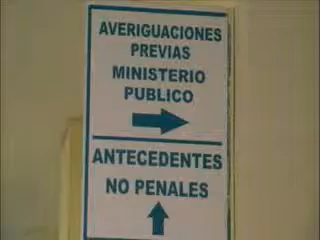 AVERIGUACIONES
PREVIAS
MINISTERIO
PUBLICO
ANTECEDENTES
NO PENALES